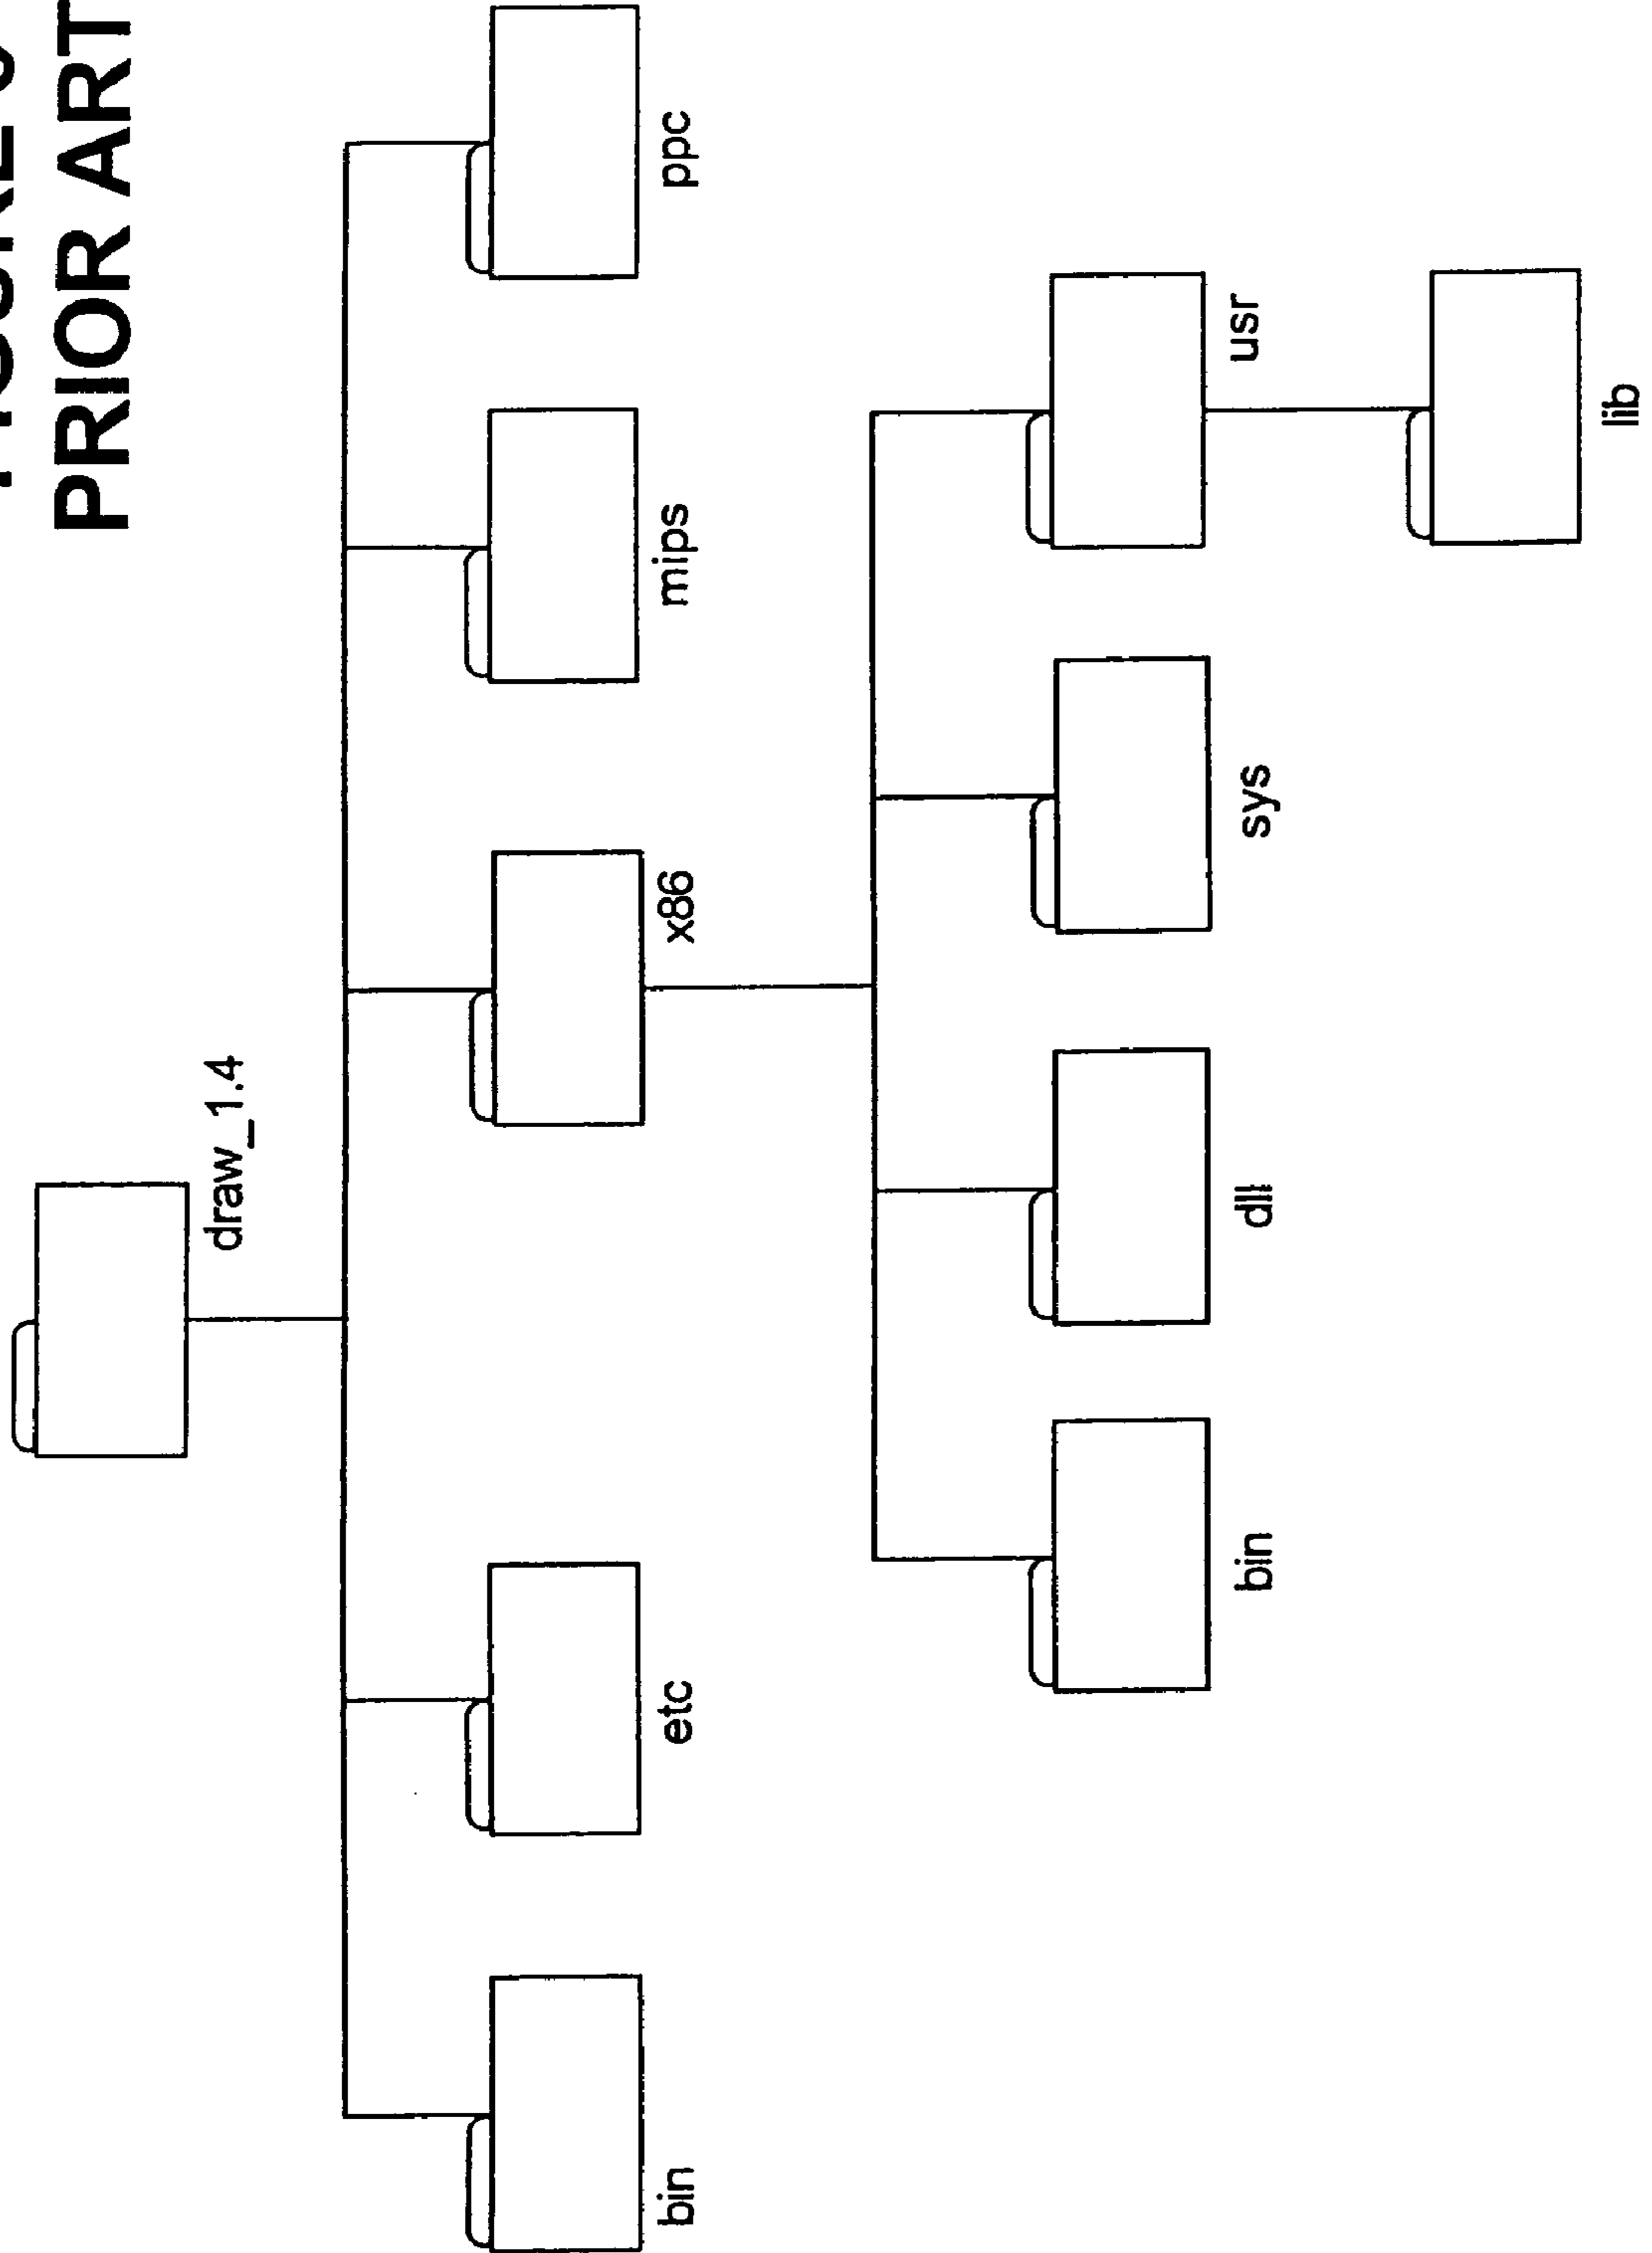 PRIOR ART
draw_1.4
bin
etc
x86
mips
ppc
bin
dll
sys
usr
lib